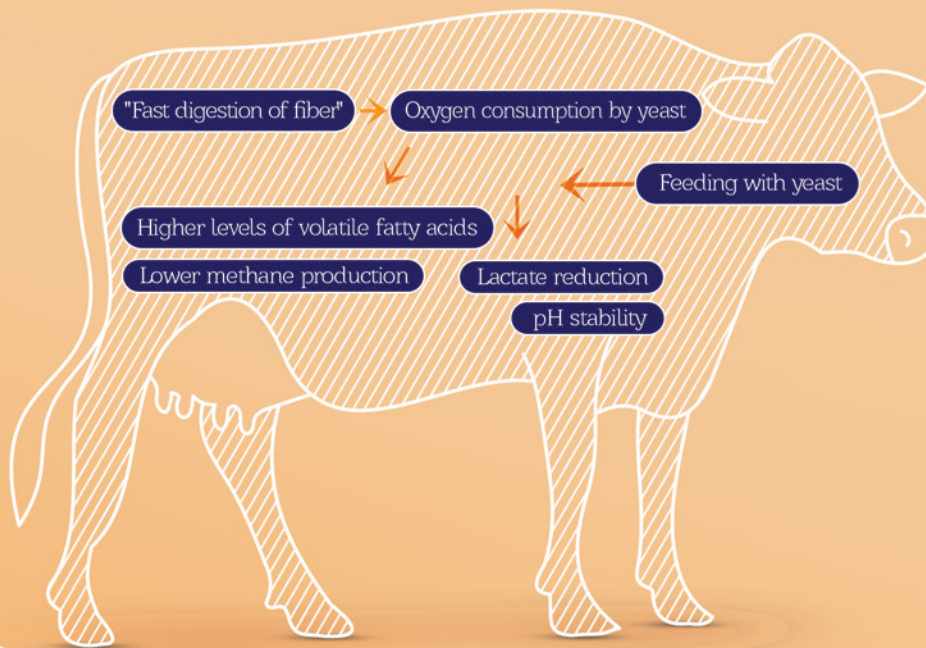 "Fast digestion of fiber"
Oxygen consumption by yeast
Feeding with yeast
Higher levels of volatile fatty acids
Lower methane production
Lactate reduction
pH stability